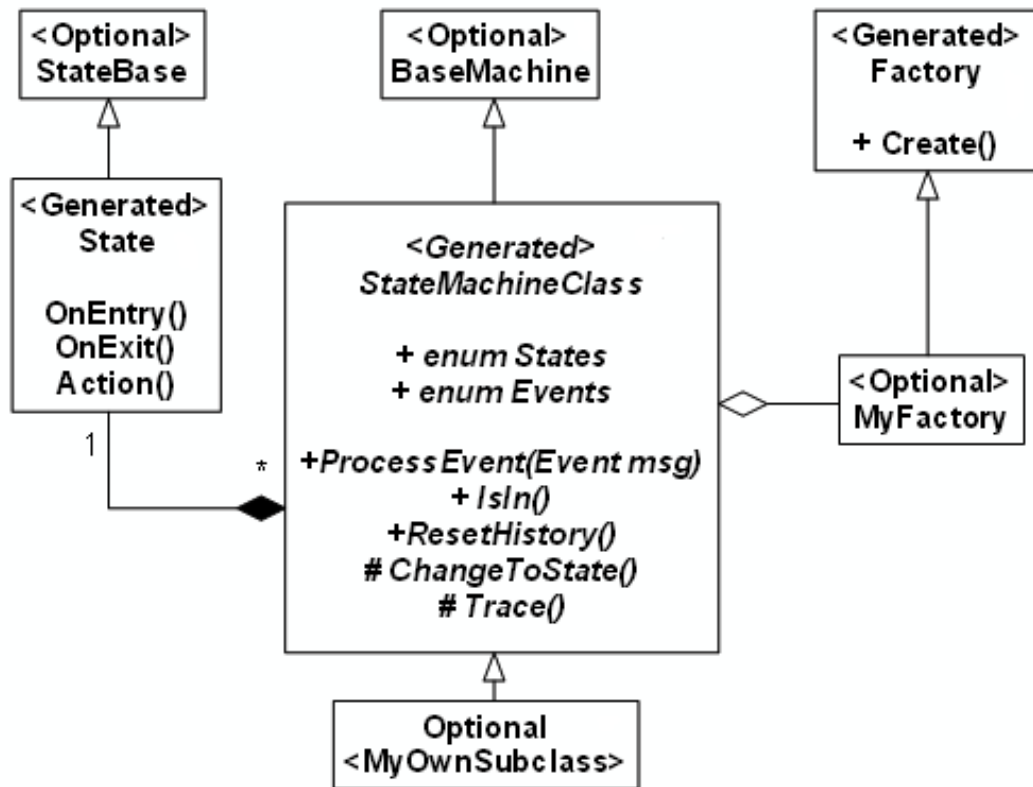 <Optional>
StateBase
<Optional>
BaseMachine
<Generated>
Factory
+ Create()
<Generated>
State
OnEntry()
OnExit()
Action()
<Generated>
StateMachineClass
+ enum States
+ enum Events
+ProcessEvent(Event msg)
+ IsIn()
+ResetHistory()
# ChangeToState()
# Trace()
<Optional>
MyFactory
1
*
Optional
<MyOwnSubclass>